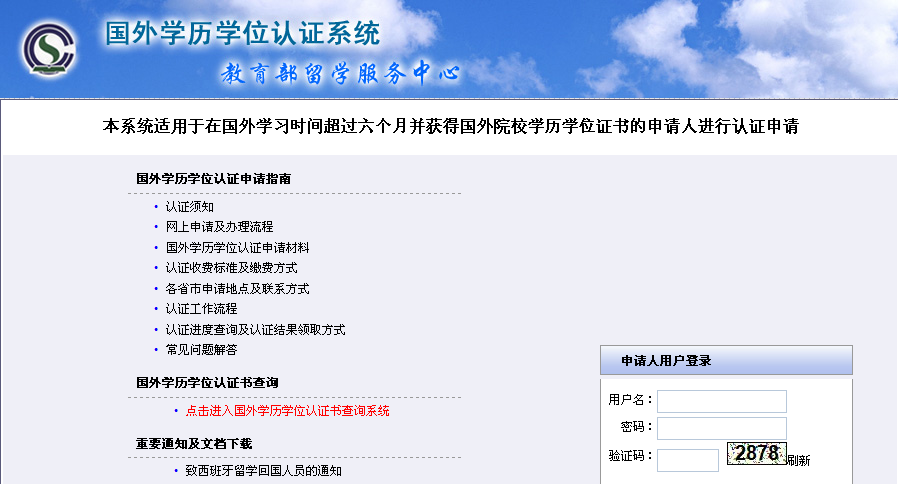 国外学历学位认证系统
教育部留学服务中心
本系统适用于在国外学习时间超过六个月并获得国外院校学历学位证书的申请人进行认证申请
国外学历学位认证申请指南
• 认证须知
• 网上申请及办理流程
• 国外学历学位认证申请材料
• 认证收费标准及缴费方式
• 各省市申请地点及联系方式
• 认证工作流程
• 认证进度查询及认证结果领取方式
• 常见问题解答
国外学历学位认证书查询
• 点击进入国外学历学位认证书查询系统
重要通知及文档下载
• 致西班牙留学回国人员的通知
申请人用户登录
用户名：
密码：
验证码： 2878 刷新